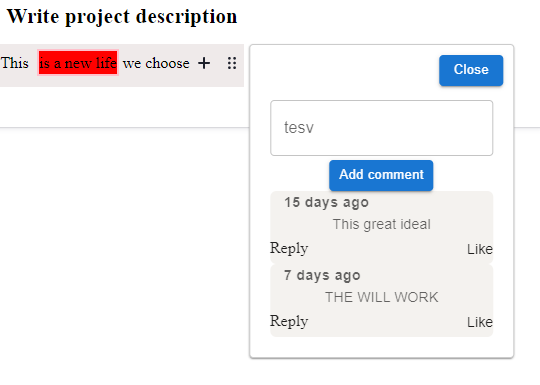 Write project description
This is a new life we choose +
Close
tesv
Add comment
15 days ago
This great ideal
Reply Like
7 days ago
THE WILL WORK
Reply Like